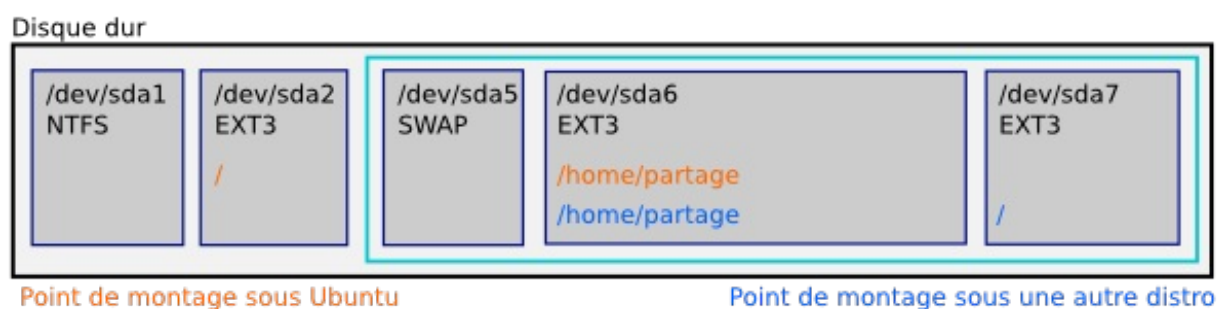 Disque dur
/dev/sda1
NTFS
/dev/sda2
EXT3
/
/dev/sda5
SWAP
/dev/sda6
EXT3
/home/partage
/home/partage
/dev/sda7
EXT3
/
Point de montage sous Ubuntu
Point de montage sous une autre distro